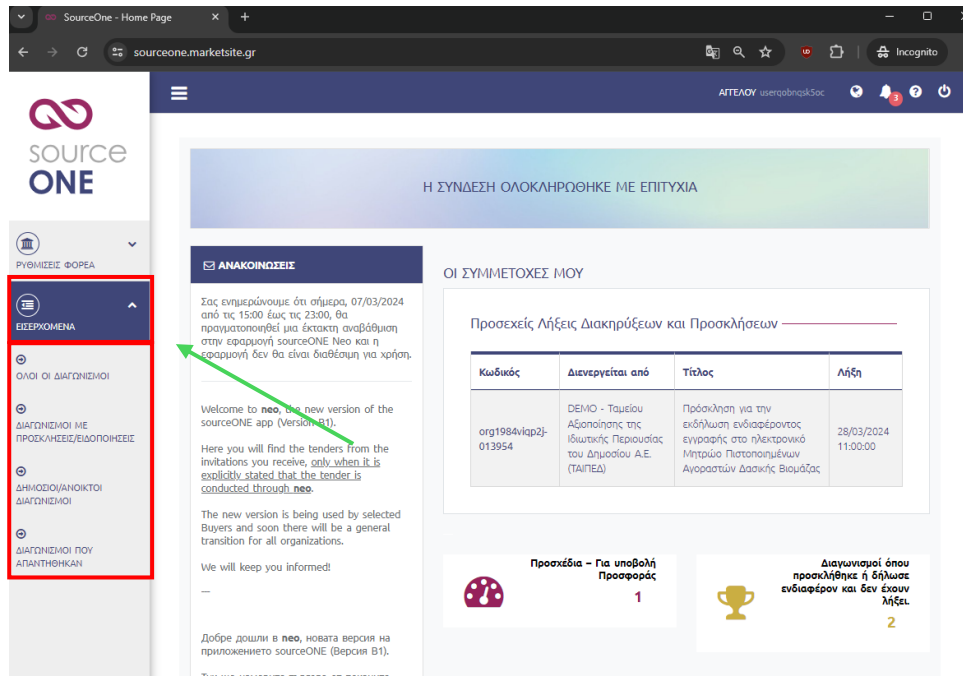 SourceOne - Home Page
sourceone.marketsite.gr
Incognito
source
ONE
ΑΓΓΕΛΟΥ userqobnqsk5oc
3
Η ΣΥΝΔΕΣΗ ΟΛΟΚΛΗΡΩΘΗΚΕ ΜΕ ΕΠΙΤΥΧΙΑ
ΡΥΘΜΙΣΕΙΣ ΦΟΡΕΑ
ΕΙΣΕΡΧΟΜΕΝΑ
ΟΛΟΙ ΟΙ ΔΙΑΓΩΝΙΣΜΟΙ
ΔΙΑΓΩΝΙΣΜΟΙ ΜΕ
ΠΡΟΣΚΛΗΣΕΙΣ/ΕΙΔΟΠΟΙΗΣΕΙΣ
ΔΗΜΟΣΙΟΙ/ΑΝΟΙΚΤΟΙ
ΔΙΑΓΩΝΙΣΜΟΙ
ΔΙΑΓΩΝΙΣΜΟΙ ΠΟΥ
ΑΠΑΝΤΗΘΗΚΑΝ
ΑΝΑΚΟΙΝΩΣΕΙΣ
Σας ενημερώνουμε ότι σήμερα, 07/03/2024
από τις 15:00 έως τις 23:00, θα
πραγματοποιηθεί μια έκτακτη αναβάθμιση
στην εφαρμογή sourceONE Neo και η
εφαρμογή δεν θα είναι διαθέσιμη για χρήση.
Welcome to neo, the new version of the
sourceONE app (Version B1).
Here you will find the tenders from the
invitations you receive, only when it is
explicitly stated that the tender is
conducted through neo.
The new version is being used by selected
Buyers and soon there will be a general
transition for all organizations.
We will keep you informed!
—
Добре дошли в neo, новата версия на
приложението sourceONE (Версия B1).
ΟΙ ΣΥΜΜΕΤΟΧΕΣ ΜΟΥ
Προσεχείς Λήξεις Διακηρύξεων και Προσκλήσεων
Κωδικός Διενεργείται από Τίτλος Λήξη
org1984viqp2j-
013954
DEMO - Ταμείου
Αξιοποίησης της
Ιδιωτικής Περιουσίας
του Δημοσίου Α.Ε.
(ΤΑΙΠΕΔ)
Πρόσκληση για την
εκδήλωση ενδιαφέροντος
εγγραφής στο ηλεκτρονικό
Μητρώο Πιστοποιημένων
Αγοραστών Δασικής Βιομάζας
28/03/2024
11:00:00
Προσχέδια – Για υποβολή
Προσφοράς
1
Διαγωνισμοί όπου
προσκλήθηκε ή δήλωσε
ενδιαφέρον και δεν έχουν
λήξει.
2